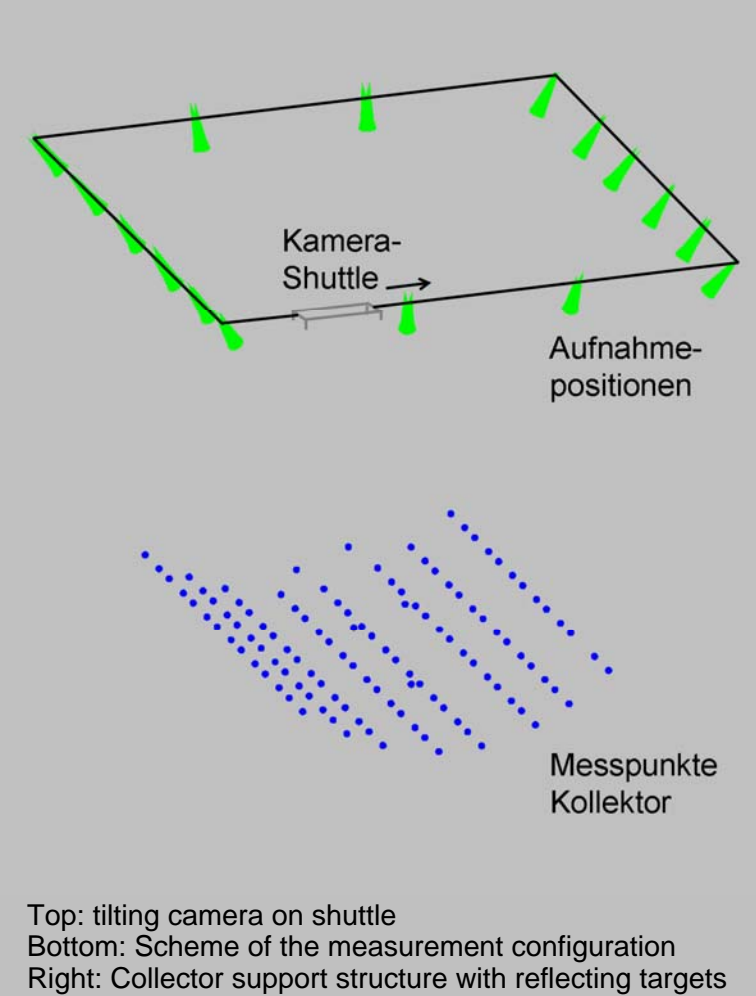 Kamera-
Shuttle
Aufnahme-
positionen
Messpunkte
Kollektor
Top: tilting camera on shuttle
Bottom: Scheme of the measurement configuration
Right: Collector support structure with reflecting targets